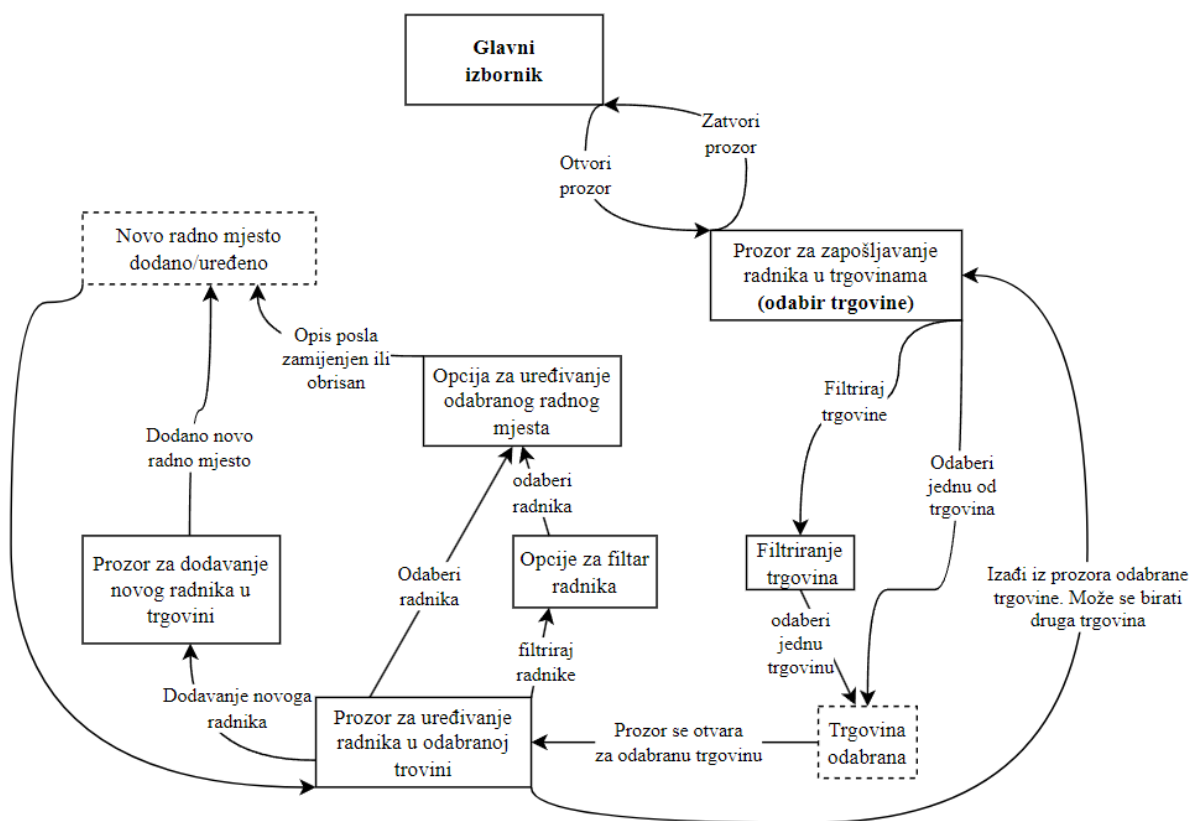 Glavni
izbornik
Zatvori
prozor
Otvori
prozor
Novo radno mjesto
dodano/uređeno
Prozor za zapošljavanje
radnika u trgovinama
(odabir trgovine)
Opis posla
zamijenjen ili
obrisan
Opcija za uređivanje
odabranog radnog
mjesta
Filtriraj
trgovine
Dodano novo
radno mjesto
odaberi
radnika
Odaberi
jednu od
trgovina
Prozor za dodavanje
novog radnika u
trgovini
Odaberi
radnika
Opcije za filtar
radnika
Filtriranje
trgovina
Izađi iz prozora odabrane
trgovine. Može se birati
druga trgovina
odaberi
jednu
trgovinu
filtriraj
radnike
Dodavanje novoga
radnika
Prozor za uređivanje
radnika u odabranoj
trovini
Prozor se otvara
za odabranu trgovinu
Trgovina
odabrana